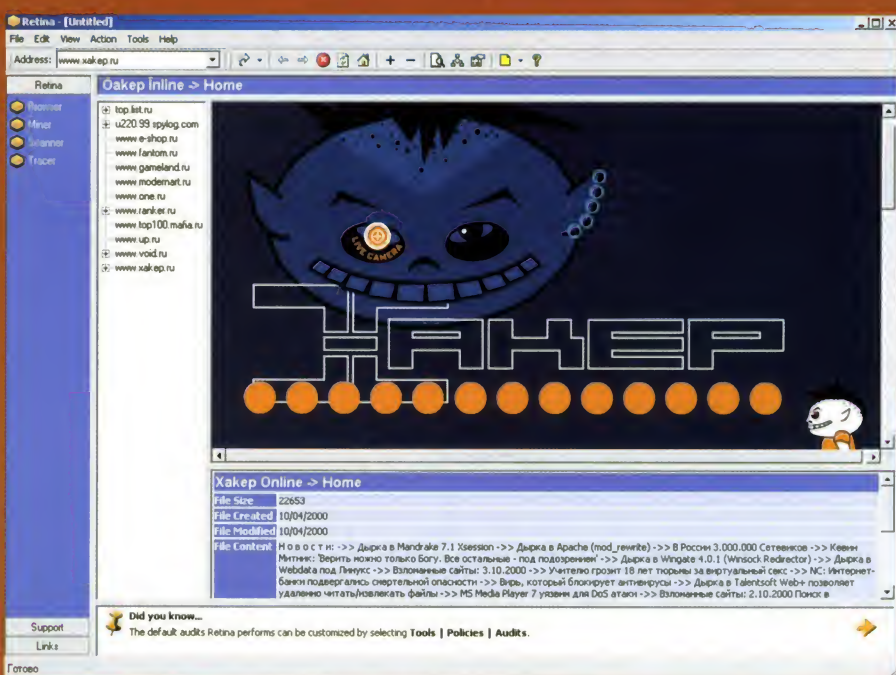 Retina - [Untitled]
File Edit View Action Tools Help
Address: www.xakep.ru
Retina
Оakep Іnline -> Home
Browser
Miner
Scanner
Tracer
top.list.ru
u220.99.spylog.com
www.e-shop.ru
www.fantom.ru
www.gameland.ru
www.modernart.ru
www.one.ru
www.ranker.ru
www.top100.mafia.ru
www.up.ru
www.void.ru
www.xakep.ru
LIVE CAMERA
ХАКЕР
Xakep Online -> Home
File Size 22653
File Created 10/04/2000
File Modified 10/04/2000
File Content Н о в о с т и: ->> Дырка в Mandrake 7.1 Xsession ->> Дырка в Apache (mod_rewrite) ->> В России 3.000.000 Сетевиков ->> Кевин
Митник: 'Верить можно только Богу. Все остальные - под подозрением' ->> Дырка в Wingate 4.0.1 (Winsock Redirector) ->> Дырка в
Webdata под Линукс ->> Взломанные сайты: 3.10.2000 ->> Учителю грозит 18 лет тюрьмы за виртуальный секс ->> NC: Интернет-
банки подвергались смертельной опасности ->> Вирь, который блокирует антивирусы ->> Дырка в Talentsoft Web+ позволяет
удаленно читать/извлекать файлы ->> MS Media Player 7 уязвим для DoS атаки ->> Взломанные сайты: 2.10.2000 Поиск в
Did you know...
The default audits Retina performs can be customized by selecting Tools | Policies | Audits.
Support
Links
Готово